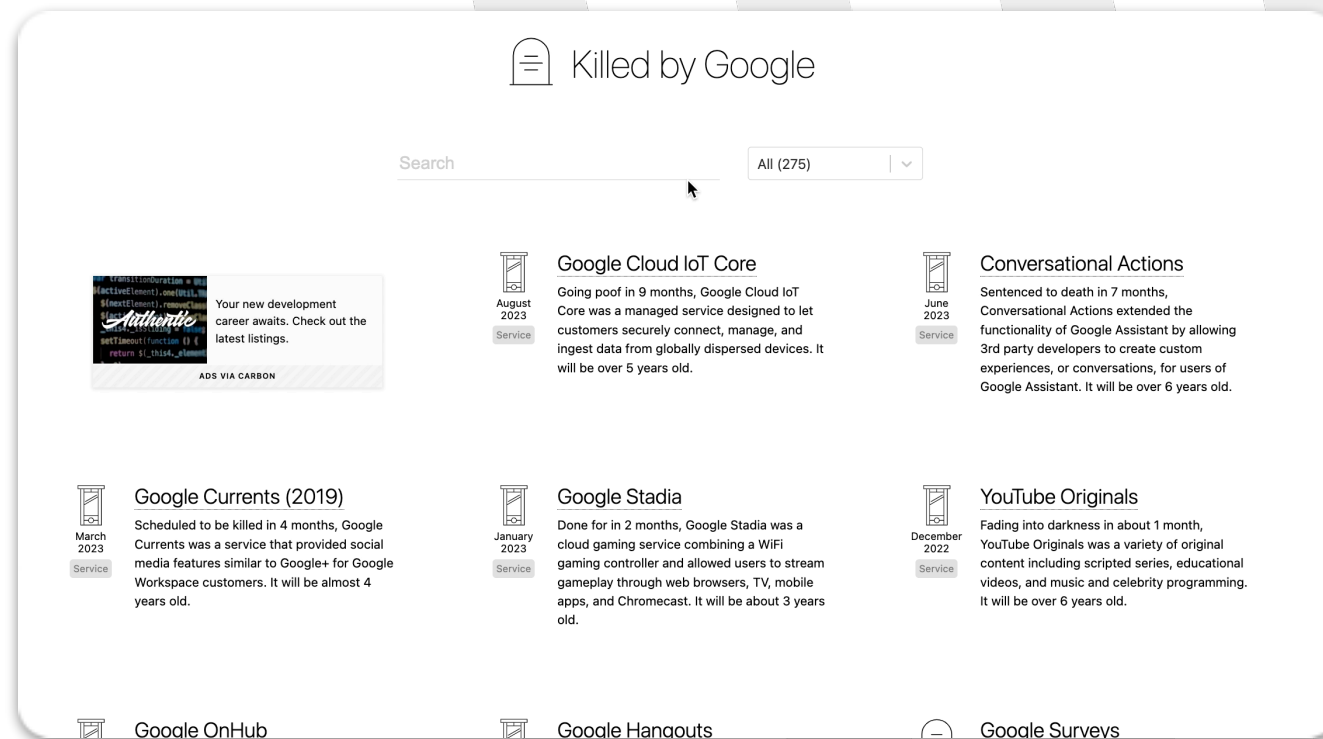 Killed by Google
Search
All (275)
Authentic
Your new development
career awaits. Check out the
latest listings.
ADS VIA CARBON
August
2023
Service
Google Cloud IoT Core
Going poof in 9 months, Google Cloud IoT
Core was a managed service designed to let
customers securely connect, manage, and
ingest data from globally dispersed devices. It
will be over 5 years old.
June
2023
Service
Conversational Actions
Sentenced to death in 7 months,
Conversational Actions extended the
functionality of Google Assistant by allowing
3rd party developers to create custom
experiences, or conversations, for users of
Google Assistant. It will be over 6 years old.
March
2023
Service
Google Currents (2019)
Scheduled to be killed in 4 months, Google
Currents was a service that provided social
media features similar to Google+ for Google
Workspace customers. It will be almost 4
years old.
January
2023
Service
Google Stadia
Done for in 2 months, Google Stadia was a
cloud gaming service combining a WiFi
gaming controller and allowed users to stream
gameplay through web browsers, TV, mobile
apps, and Chromecast. It will be about 3 years
old.
December
2022
Service
YouTube Originals
Fading into darkness in about 1 month,
YouTube Originals was a variety of original
content including scripted series, educational
videos, and music and celebrity programming.
It will be over 6 years old.
Google OnHub
Google Hangouts
Google Surveys